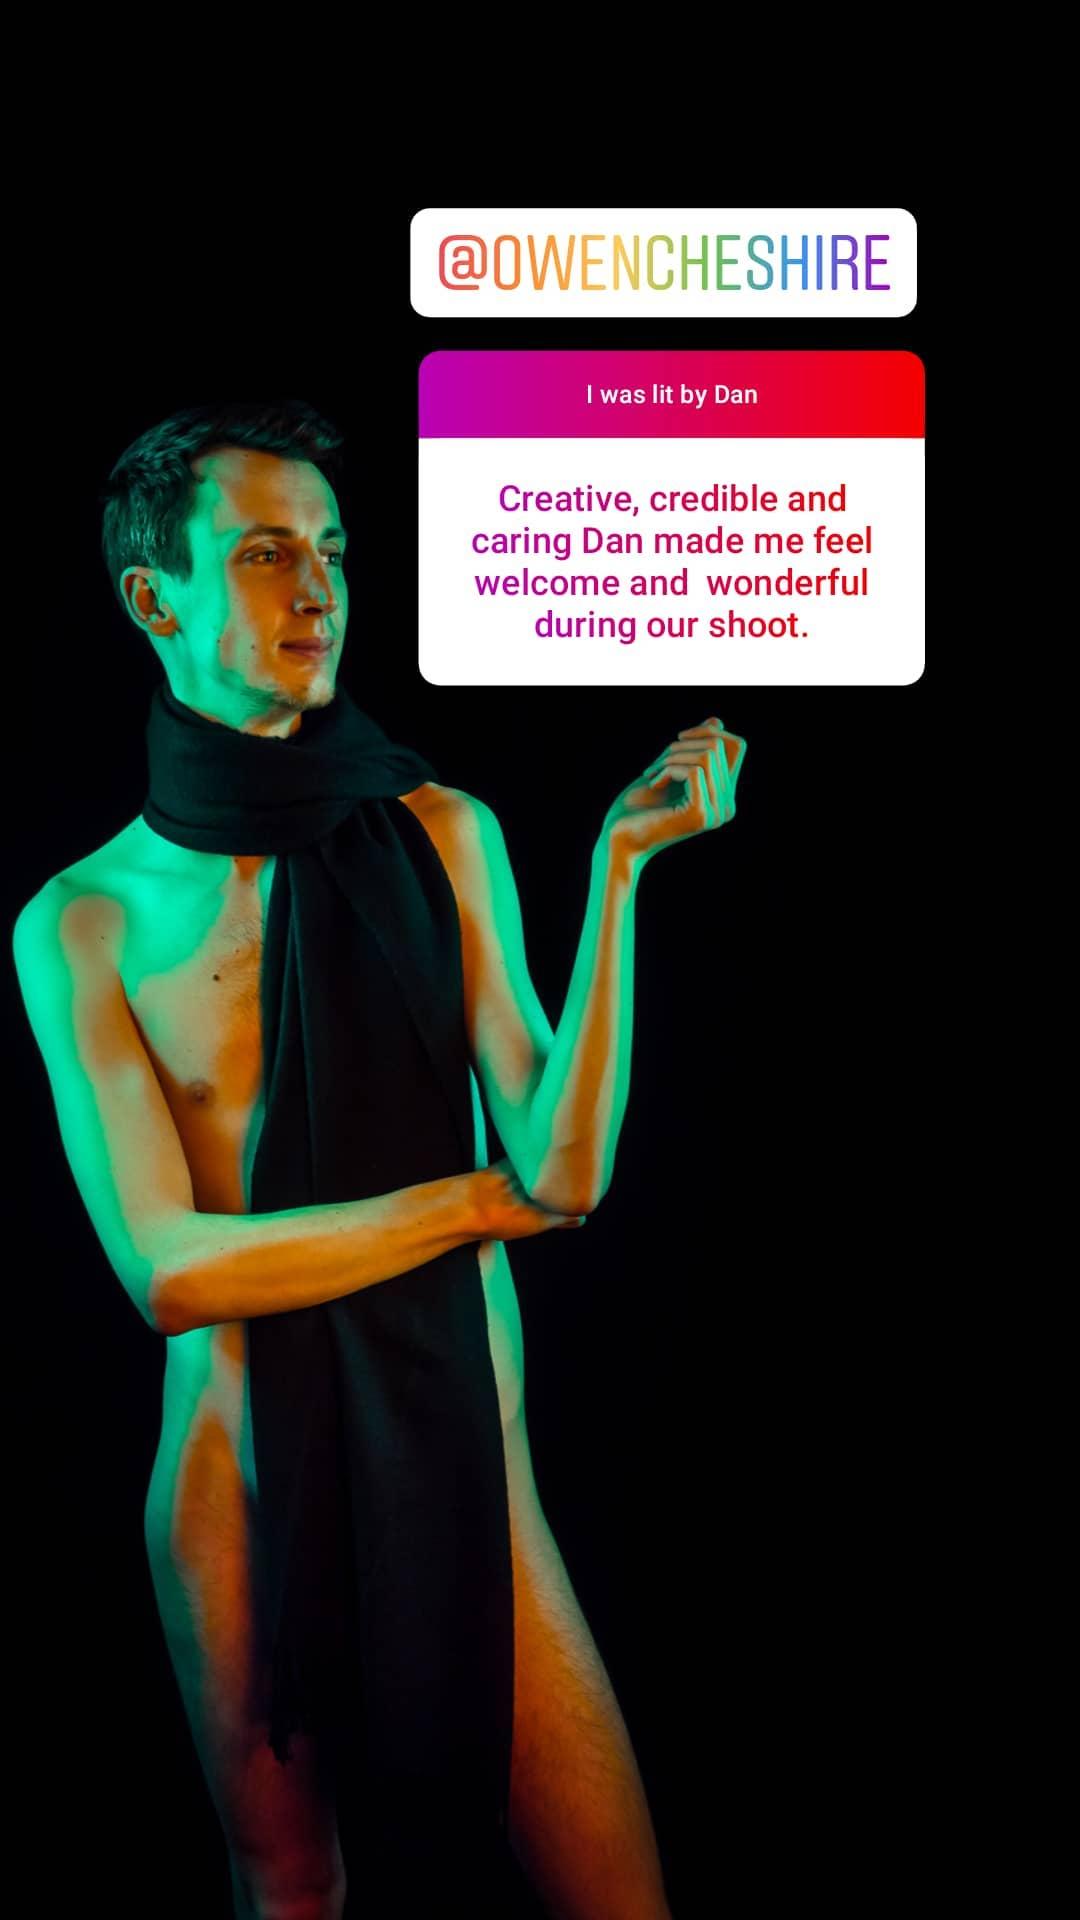 @OWENCHESHIRE
I was lit by Dan
Creative, credible and
caring Dan made me feel
welcome and  wonderful
during our shoot.